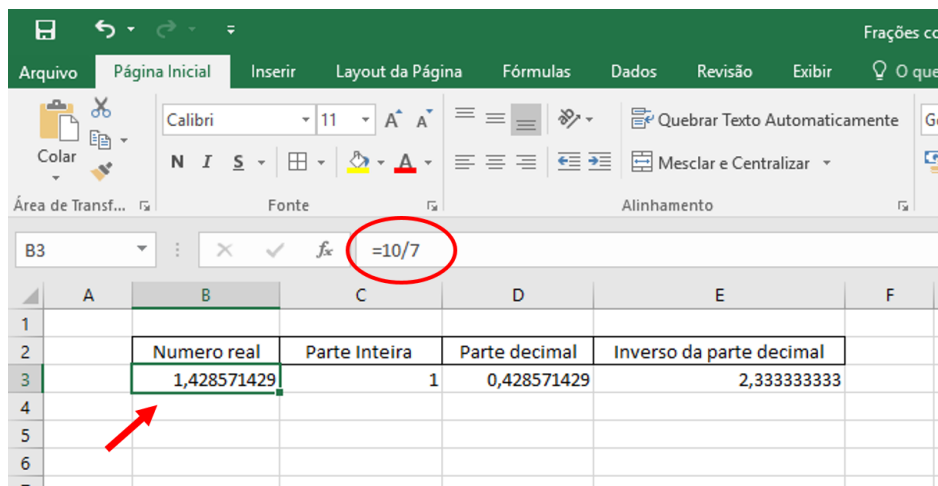 Frações co
Arquivo Página Inicial Inserir Layout da Página Fórmulas Dados Revisão Exibir O que
Calibri 11 A A Quebrar Texto Automaticamente G
Colar N I S A Mesclar e Centralizar
Área de Transf... Fonte Alinhamento
B3 fx =10/7
A B C D E F
1
2 Numero real Parte Inteira Parte decimal Inverso da parte decimal
3 1,428571429 1 0,428571429 2,333333333
4
5
6